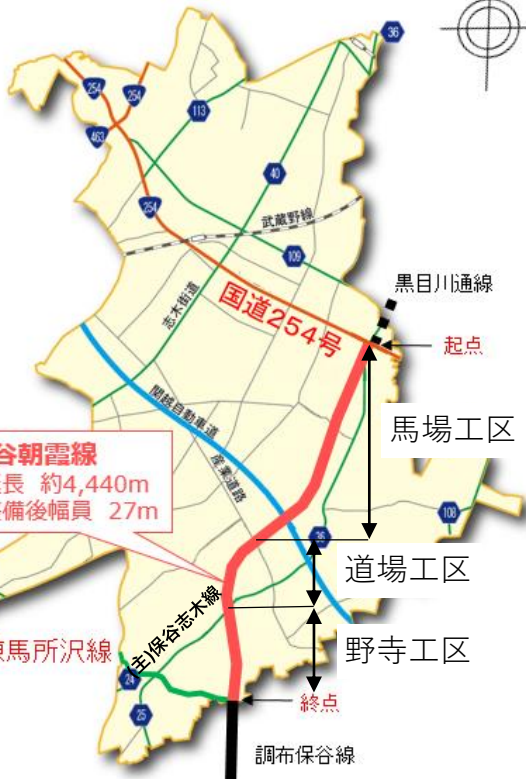 36
254
254
113
463
40
254
武蔵野線
109
黒目川通線
志木街道
国道254号
起点
関越自動車道
馬場工区
産業道路
谷朝霞線
長 約4,440m
備後幅員 27m
108
36
道場工区
(主)保谷志木線
馬所沢線
野寺工区
24
25
終点
調布保谷線